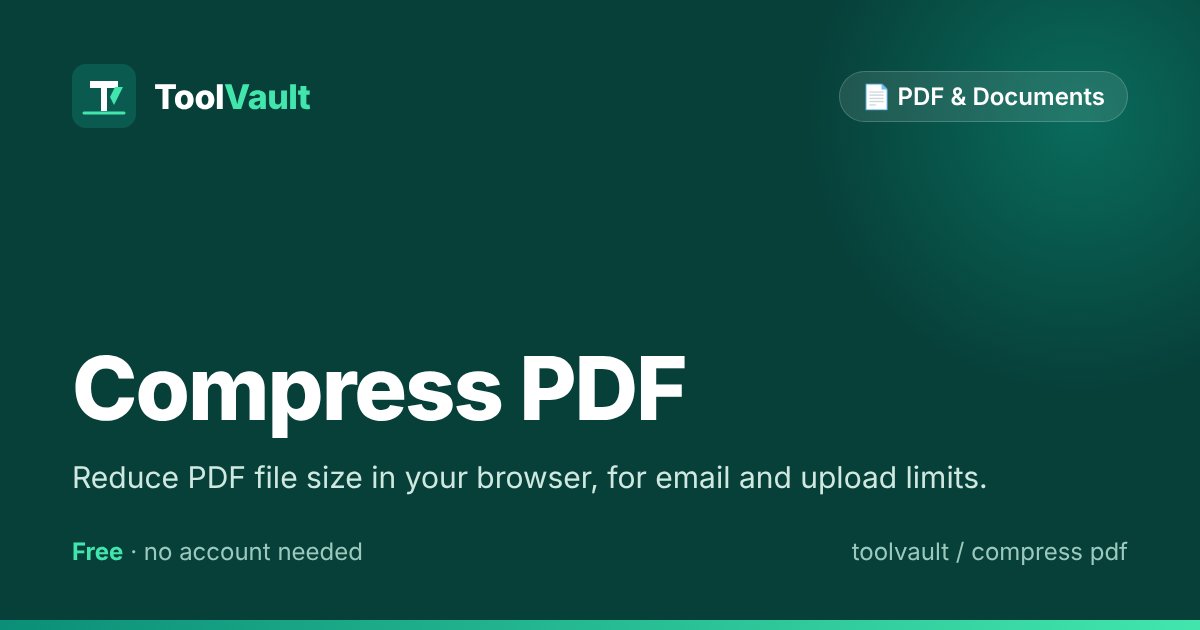 ToolVault
📄 PDF & Documents
Compress PDF
Reduce PDF file size in your browser, for email and upload limits.
Free · no account needed
toolvault / compress pdf